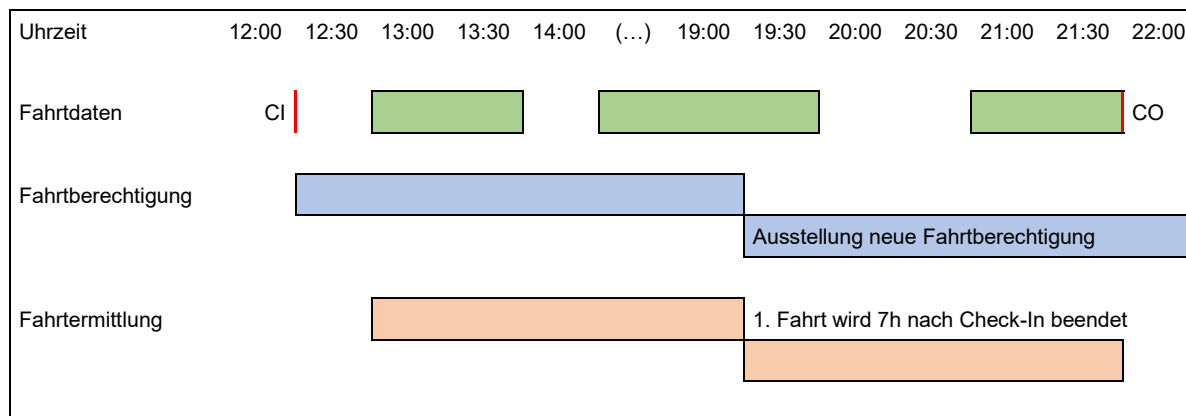 Uhrzeit 12:00 12:30 13:00 13:30 14:00 (…) 19:00 19:30 20:00 20:30 21:00 21:30 22:00
Fahrtdaten CI CO
Fahrtberechtigung
Ausstellung neue Fahrtberechtigung
Fahrtermittlung 1. Fahrt wird 7h nach Check-In beendet